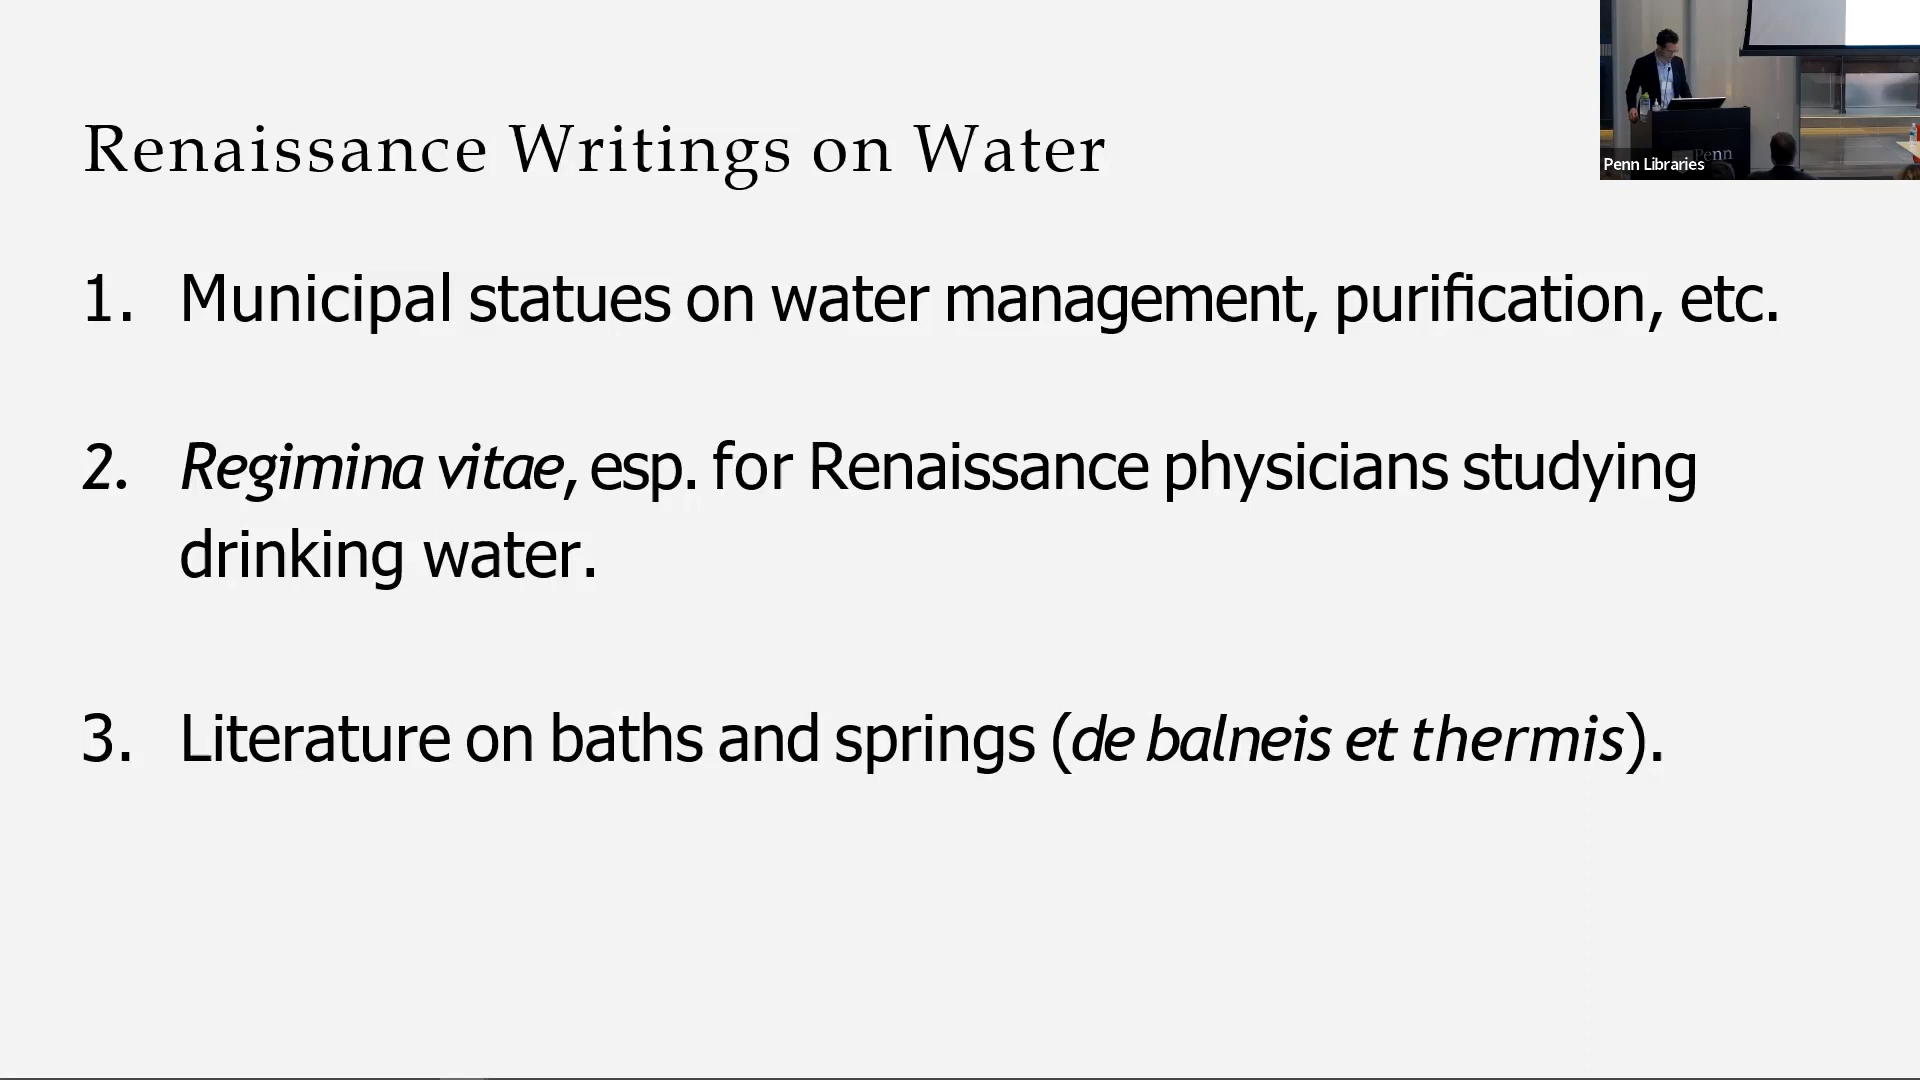 Renaissance Writings on Water
1. Municipal statues on water management, purification, etc.
2. Regimina vitae, esp. for Renaissance physicians studying
drinking water.
3. Literature on baths and springs (de balneis et thermis).
Penn
Penn Libraries